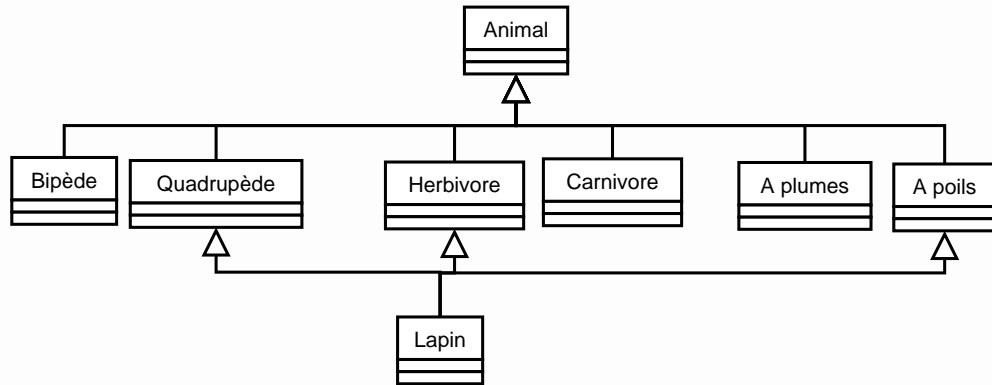 Animal
Bipède
Quadrupède
Herbivore
Carnivore
A plumes
A poils
Lapin